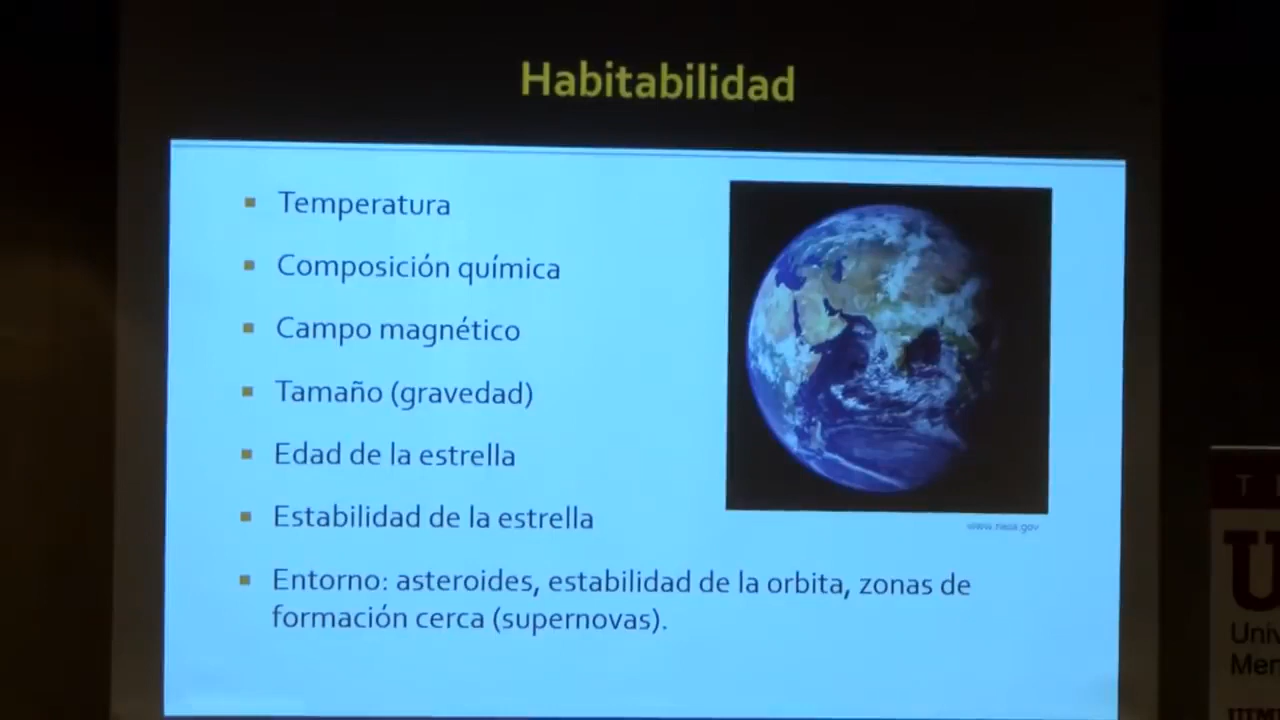 Habitabilidad
Temperatura
Composición química
Campo magnético
Tamaño (gravedad)
Edad de la estrella
Estabilidad de la estrella
Entorno: asteroides, estabilidad de la orbita, zonas de
formación cerca (supernovas).
www.nasa.gov